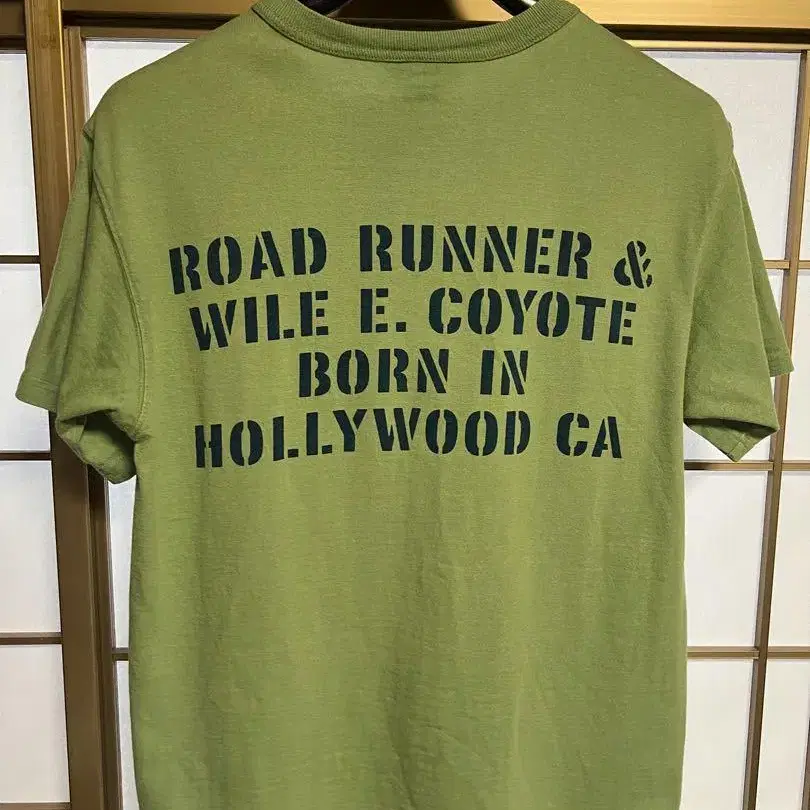 ROAD RUNNER &
WILE E. COYOTE
BORN IN
HOLLYWOOD CA